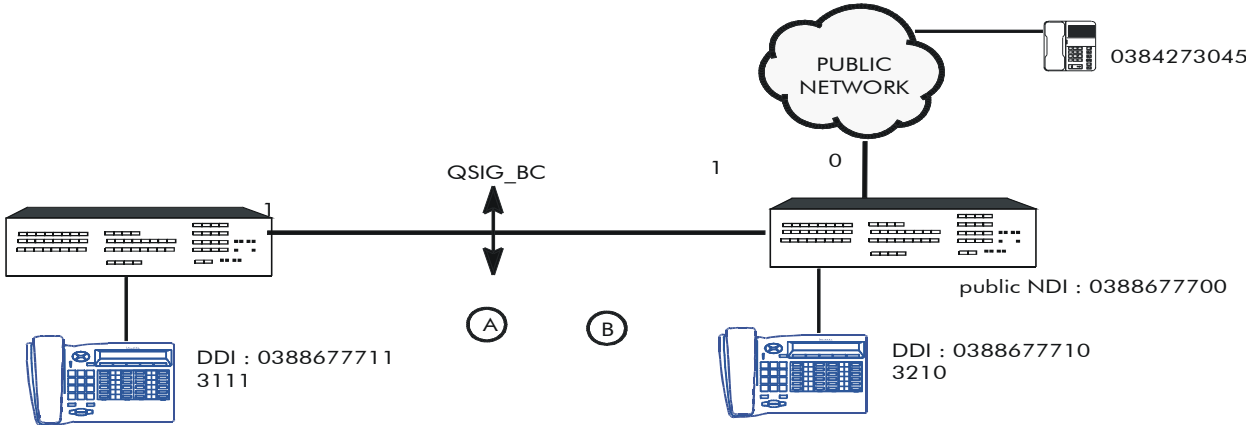 PUBLIC
NETWORK
0384273045
QSIG_BC
1
0
1
public NDI : 0388677700
A
B
DDI : 0388677711
3111
DDI : 0388677710
3210